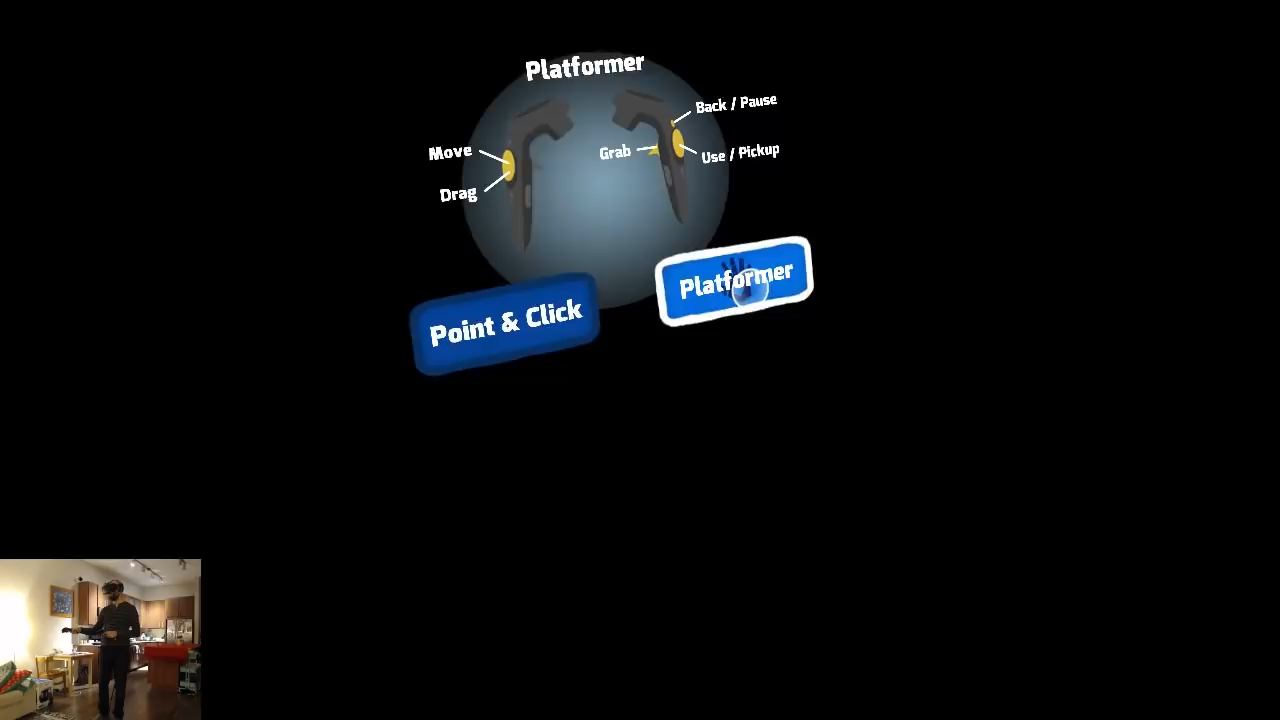 Platformer
Back / Pause
Move
Grab
Use / Pickup
Drag
Platformer
Point & Click